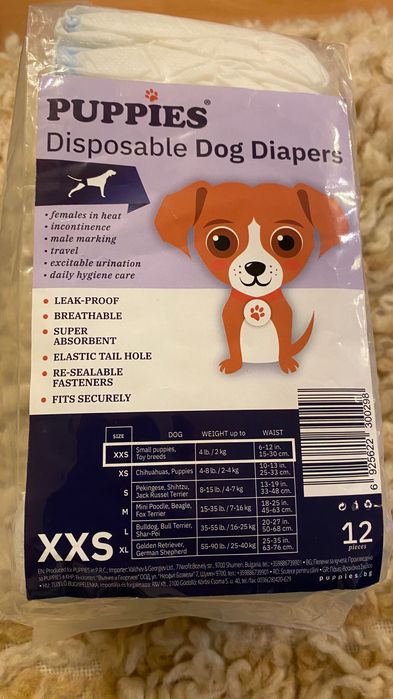 PUPPIES®
Disposable Dog Diapers
• females in heat
• incontinence
• male marking
• travel
• excitable urination
• daily hygiene care
• LEAK-PROOF
• BREATHABLE
• SUPER
ABSORBENT
• ELASTIC TAIL HOLE
• RE-SEALABLE
FASTENERS
• FITS SECURELY
SIZE DOG WEIGHT up to WAIST
XXS Small puppies, Toy breeds 4 lb./ 2 kg 6-12 in. 15-30 cm.
XS Chihuahuas, Puppies 4-8 lb./ 2-4 kg 10-13 in. 25-33 cm.
S Pekingese, Shihtzu, Jack Russel Terrier 8-15 lb./ 4-7 kg 13-19 in. 33-48 cm.
M Mini Poodle, Beagle, Fox Terrier 15-35 lb./ 7-16 kg 18-25 in. 45-63 cm.
L Bulldog, Bull Terrier, Shar-Pei 35-55 lb./ 16-25 kg 20-27 in. 50-68 cm.
XL Golden Retriever, German Shepherd 55-90 lb./ 25-40 kg 25-35 in. 63-76 cm.
XXS
6 925622 300298
12
pieces
puppies.bg